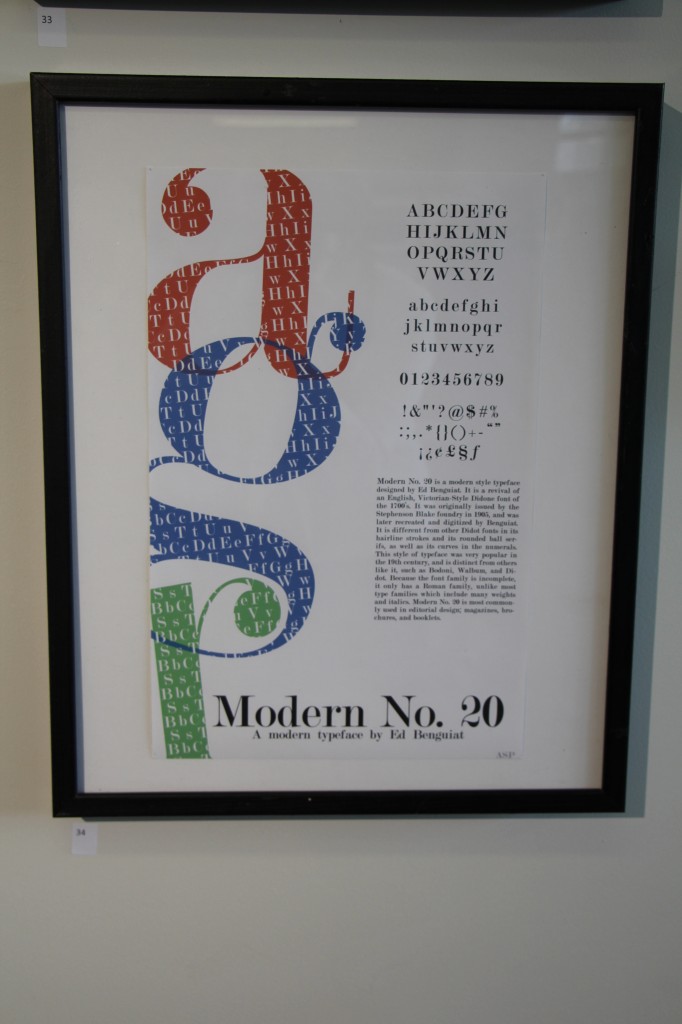 33
ABCDEFG
HIJKLMN
OPQRSTU
VWXYZ
abcdefghi
jklmnopqr
stuvwxyz
0123456789
!&"'?@$#%
:;,.*{}()+-“”
¡¿¢£§ƒ
Modern No. 20 is a modern style typeface
designed by Ed Benguiat. It is a revival of
an English, Victorian-Style Didone font of
the 1700's. It was originally issued by the
Stephenson Blake foundry in 1905, and was
later recreated and digitized by Benguiat.
It is different from other Didot fonts in its
hairline strokes and its rounded ball ser-
ifs, as well as its curves in the numerals.
This style of typeface was very popular in
the 19th century, and is distinct from others
like it, such as Bodoni, Walbum, and Di-
dot. Because the font family is incomplete,
it only has a Roman family, unlike most
type families which include many weights
and italics. Modern No. 20 is most common-
ly used in editorial design; magazines, bro-
chures, and booklets.
a
g
r
Modern No. 20
A modern typeface by Ed Benguiat
ASP
34